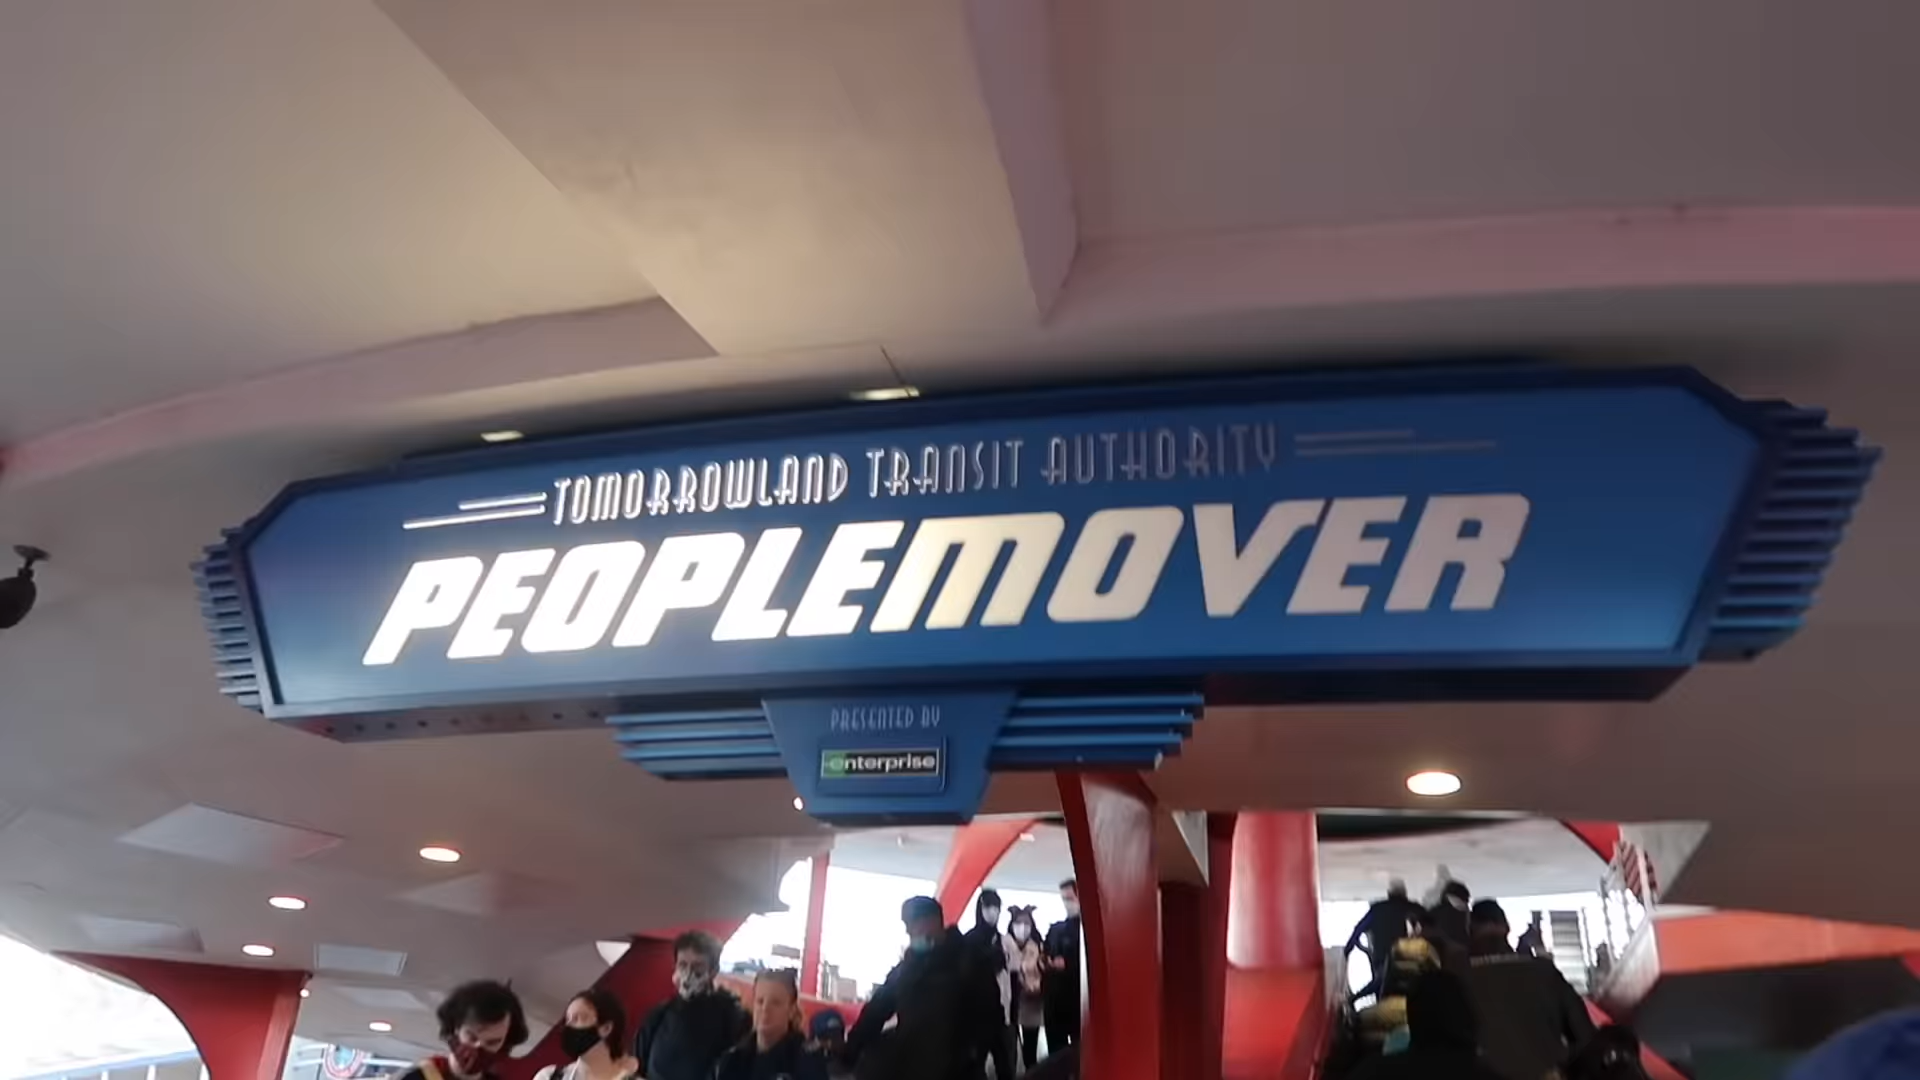 TOMORROWLAND TRANSIT AUTHORITY
PEOPLEMOVER
PRESENTED BY
enterprise